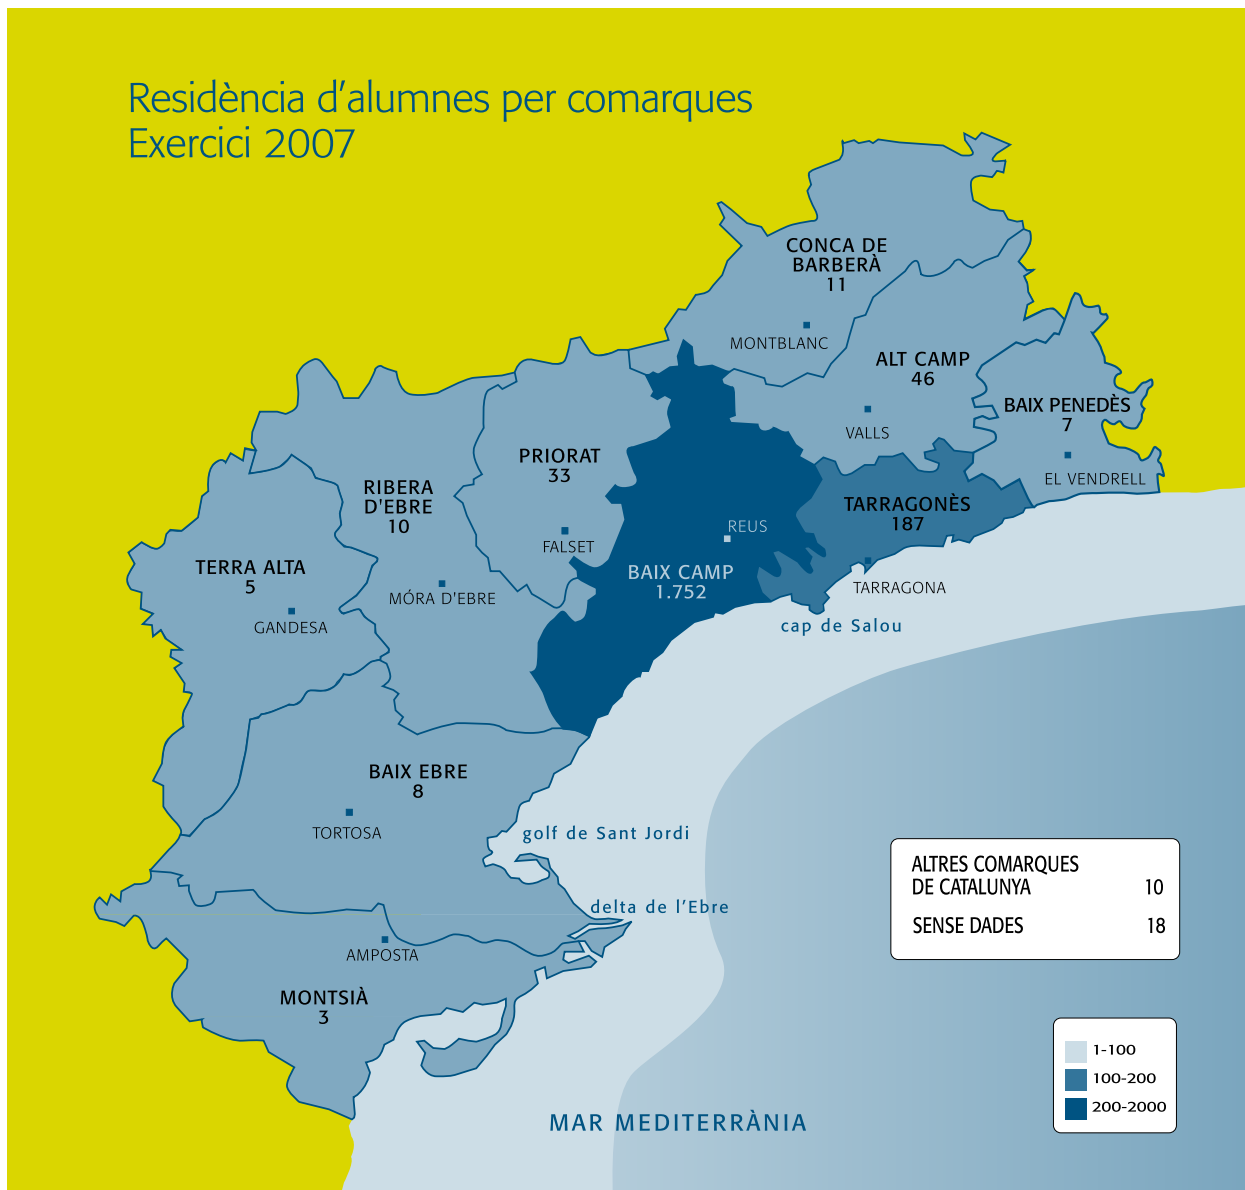 Residència d'alumnes per comarques
Exercici 2007
CONCA DE
BARBERÀ
11
MONTBLANC
ALT CAMP
46
VALLS
BAIX PENEDÈS
7
EL VENDRELL
PRIORAT
33
FALSET
RIBERA
D'EBRE
10
MÓRA D'EBRE
TARRAGONÈS
187
TARRAGONA
REUS
BAIX CAMP
1.752
TERRA ALTA
5
GANDESA
cap de Salou
BAIX EBRE
8
TORTOSA
golf de Sant Jordi
delta de l'Ebre
AMPOSTA
MONTSIÀ
3
ALTRES COMARQUES
DE CATALUNYA 10
SENSE DADES 18
1-100
100-200
200-2000
MAR MEDITERRÀNIA